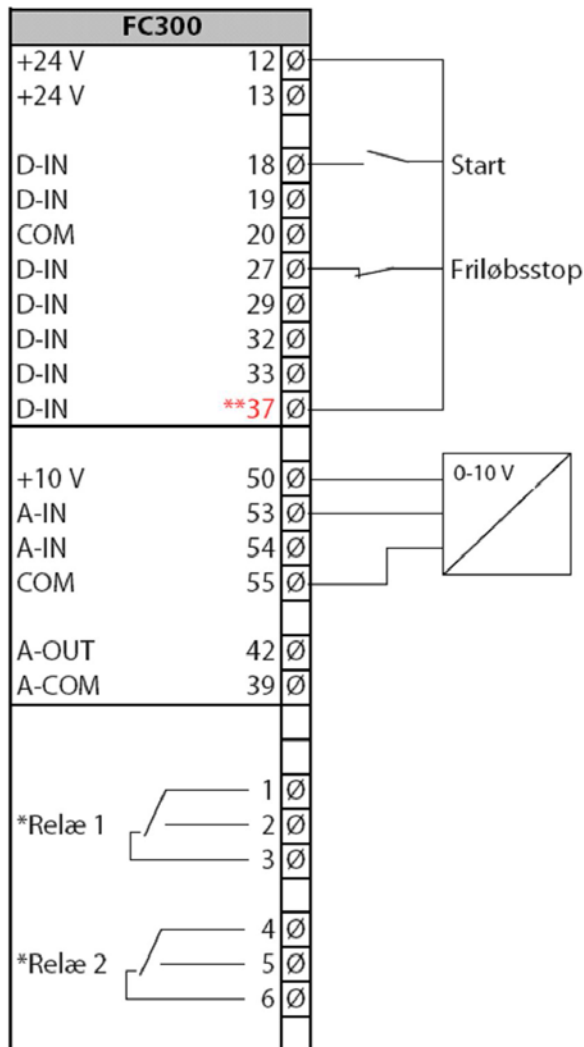 FC300
+24 V 12 Ø
+24 V 13 Ø
D-IN 18 Ø Start
D-IN 19 Ø
COM 20 Ø
D-IN 27 Ø Friløbsstop
D-IN 29 Ø
D-IN 32 Ø
D-IN 33 Ø
D-IN **37 Ø
+10 V 50 Ø 0-10 V
A-IN 53 Ø
A-IN 54 Ø
COM 55 Ø
A-OUT 42 Ø
A-COM 39 Ø
1 Ø
*Relæ 1 2 Ø
3 Ø
4 Ø
*Relæ 2 5 Ø
6 Ø